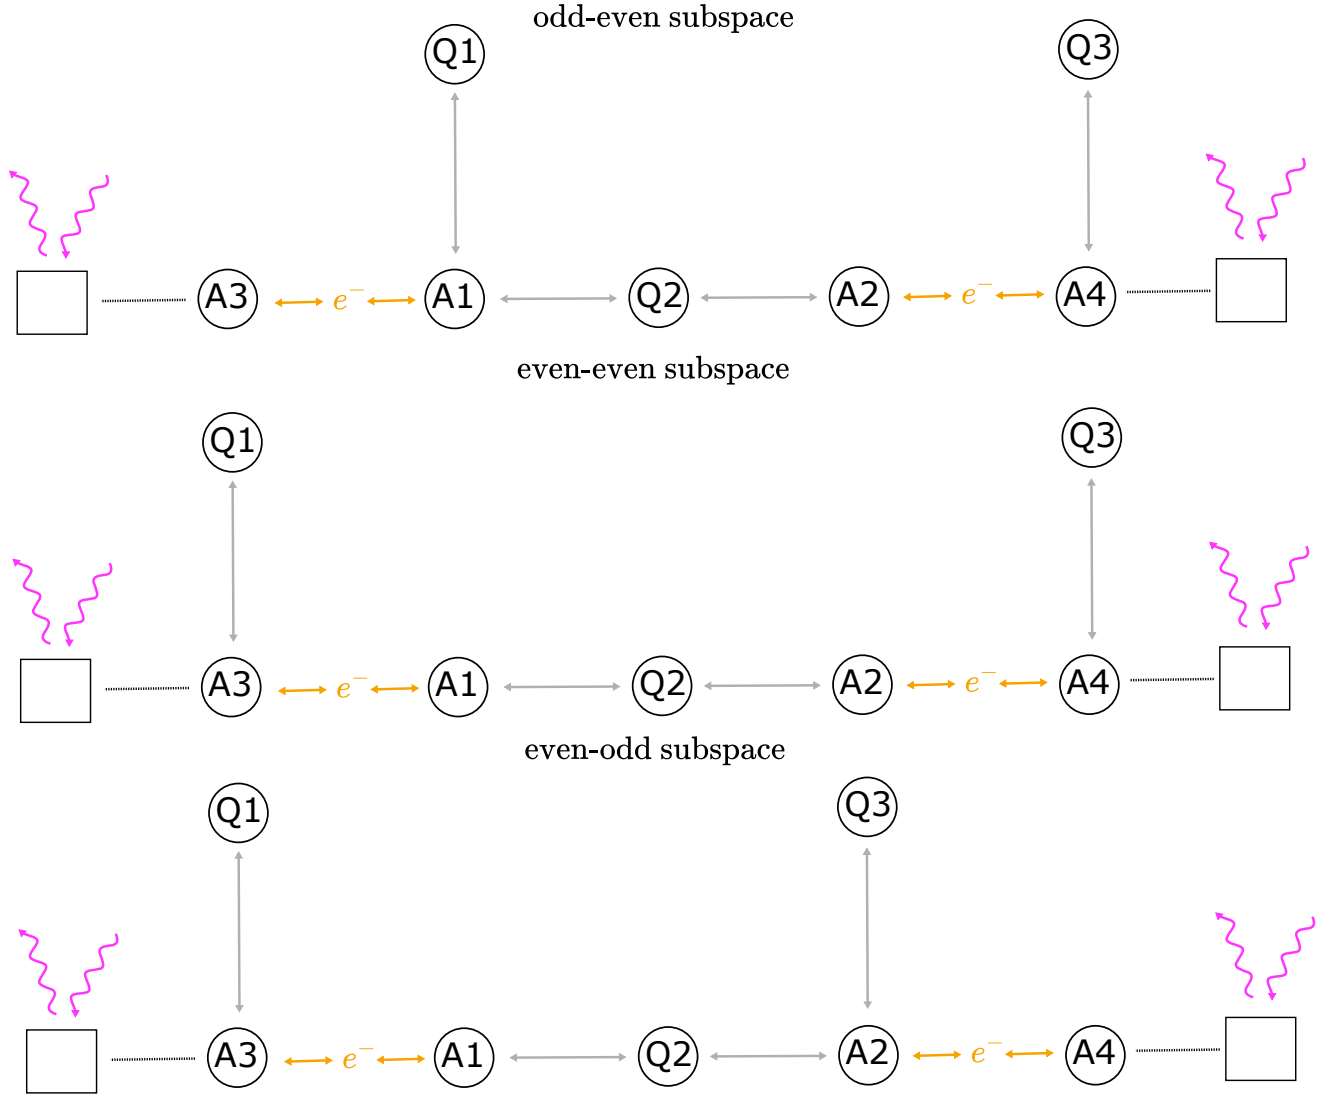 odd-even subspace
Q1 Q3
A3 e⁻ A1 Q2 A2 e⁻ A4
even-even subspace
Q1 Q3
A3 e⁻ A1 Q2 A2 e⁻ A4
even-odd subspace
Q1 Q3
A3 e⁻ A1 Q2 A2 e⁻ A4